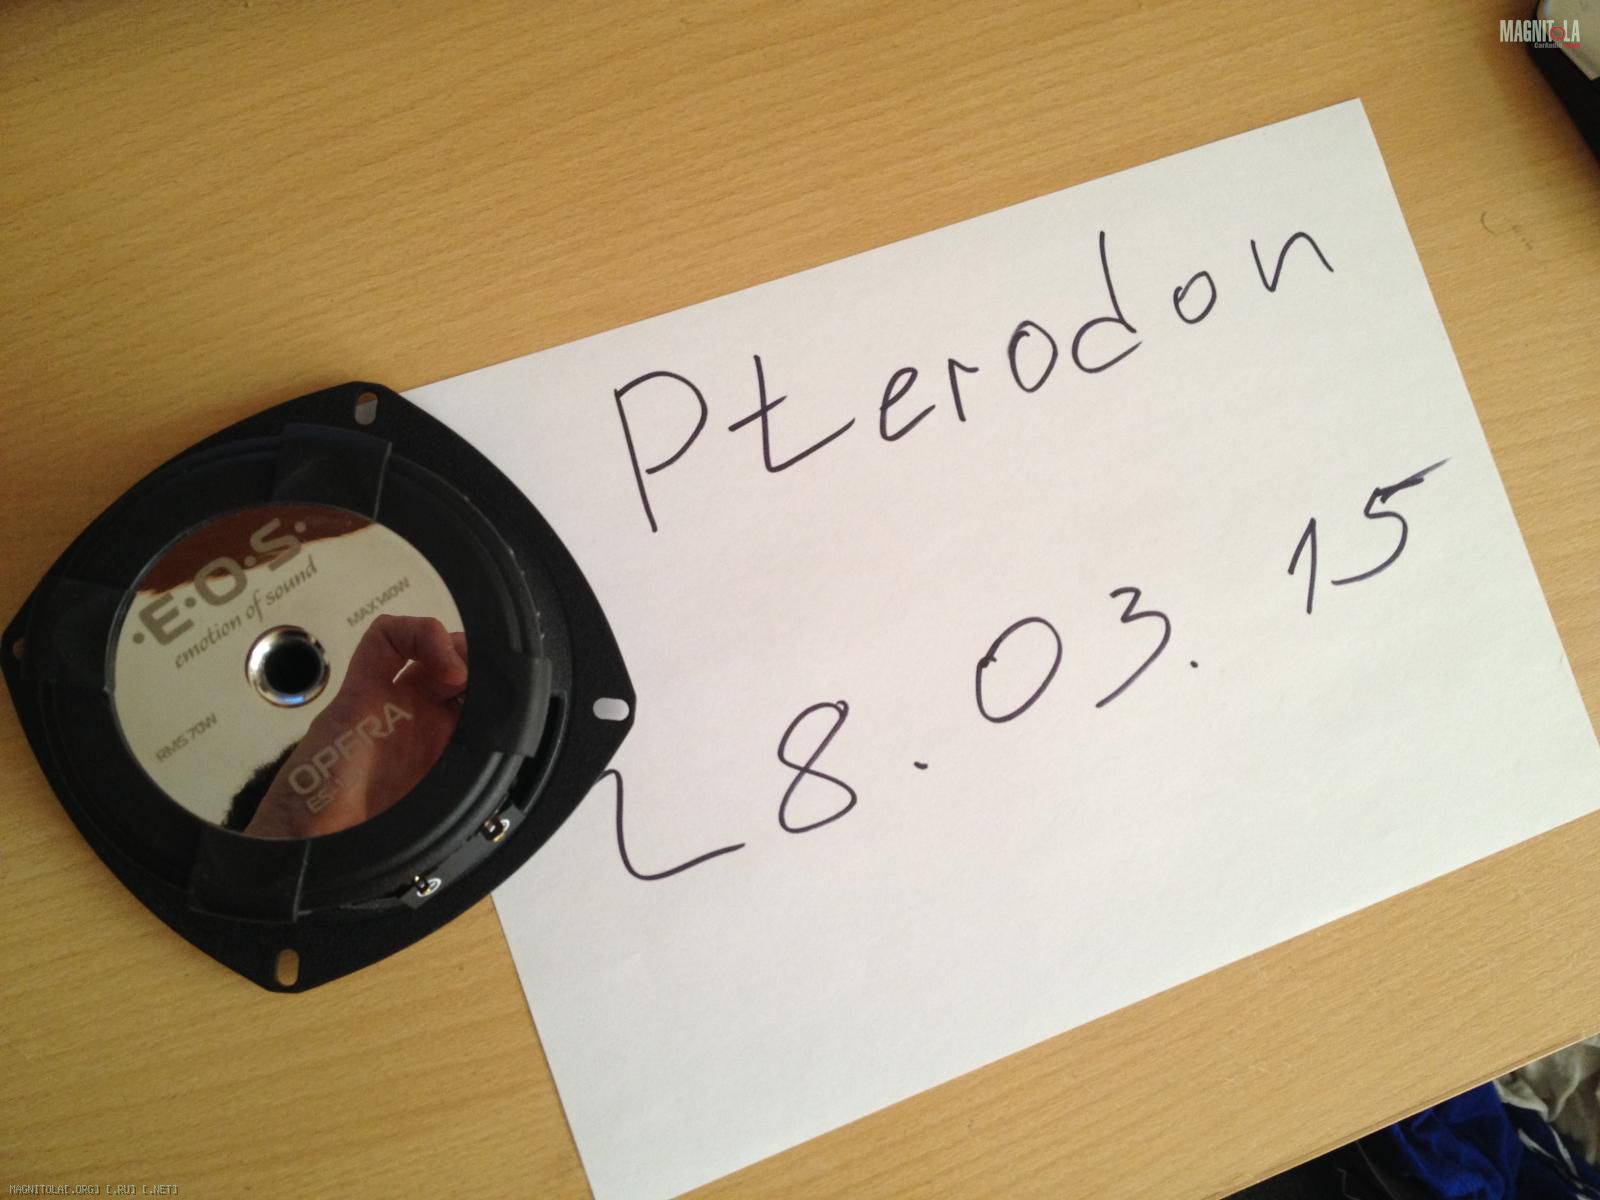 MAGNITOLA
Pterodon
28.03.15
·E·O·S·
emotion of sound
MAX 140W
RMS 70W
OPERA
MAGNITOLA[.ORG] [.RU] [.NET]